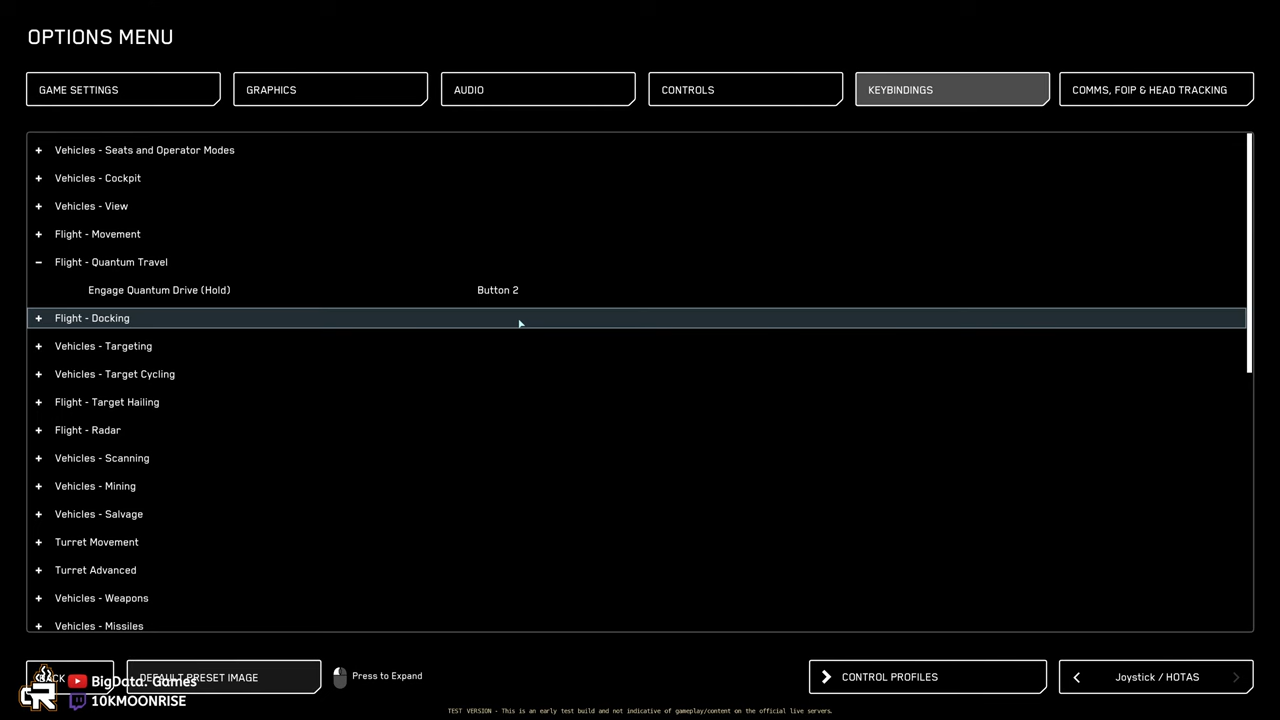 OPTIONS MENU
GAME SETTINGS
GRAPHICS
AUDIO
CONTROLS
KEYBINDINGS
COMMS, FOIP & HEAD TRACKING
+ Vehicles - Seats and Operator Modes
+ Vehicles - Cockpit
+ Vehicles - View
+ Flight - Movement
- Flight - Quantum Travel
Engage Quantum Drive (Hold) Button 2
+ Flight - Docking
+ Vehicles - Targeting
+ Vehicles - Target Cycling
+ Flight - Target Hailing
+ Flight - Radar
+ Vehicles - Scanning
+ Vehicles - Mining
+ Vehicles - Salvage
+ Turret Movement
+ Turret Advanced
+ Vehicles - Weapons
+ Vehicles - Missiles
DEFAULT PRESET IMAGE
Press to Expand
CONTROL PROFILES
Joystick / HOTAS
BigData. Games
10KMOONRISE
TEST VERSION - This is an early test build and not indicative of gameplay/content on the official live servers.